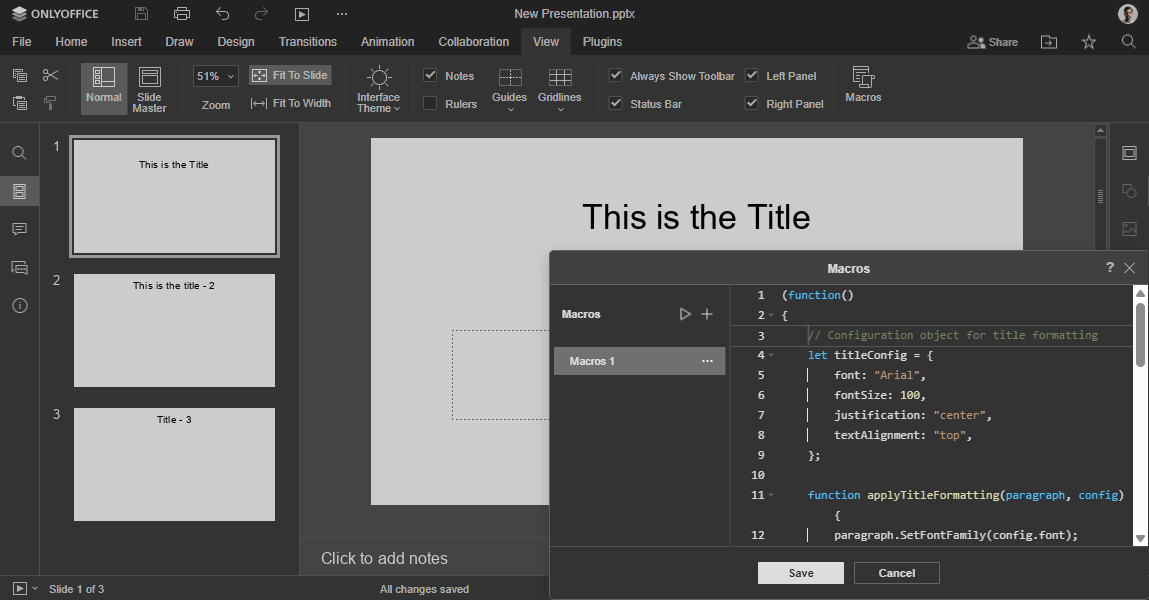 ONLYOFFICE
New Presentation.pptx
File Home Insert Draw Design Transitions Animation Collaboration View Plugins Share
Normal
Slide Master
51%
Zoom
Fit To Slide
Fit To Width
Interface Theme
Notes
Rulers
Guides
Gridlines
Always Show Toolbar
Status Bar
Left Panel
Right Panel
Macros
1
This is the Title
2
This is the title - 2
3
Title - 3
This is the Title
Macros
?
Macros
Macros 1
1 (function()
2 {
3 // Configuration object for title formatting
4 let titleConfig = {
5 font: "Arial",
6 fontSize: 100,
7 justification: "center",
8 textAlignment: "top",
9 };
10
11 function applyTitleFormatting(paragraph, config)
{
12 paragraph.SetFontFamily(config.font);
Save
Cancel
Click to add notes
Slide 1 of 3
All changes saved